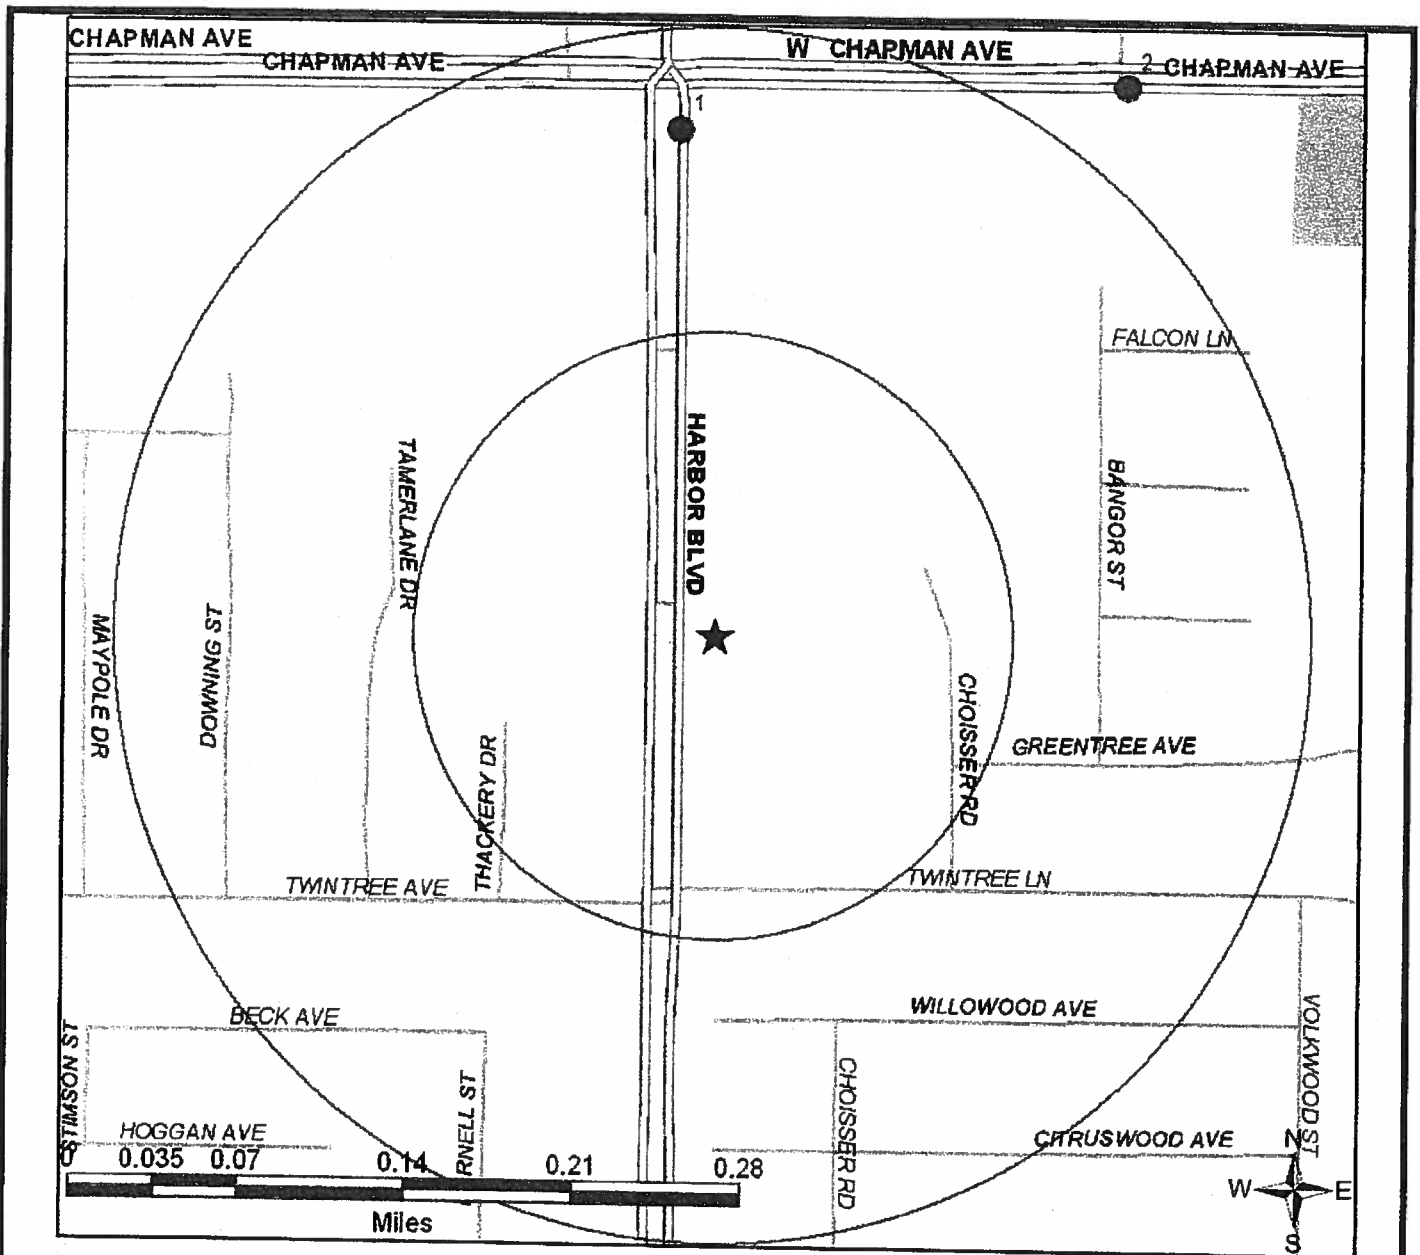 CHAPMAN AVE
W CHAPMAN AVE
CHAPMAN AVE
2 CHAPMAN AVE
1
FALCON LN
HARBOR BLVD
TAMERLANE DR
BANGOR ST
MAYPOLE DR
DOWNING ST
CHOISSER RD
THACKERY DR
GREENTREE AVE
TWINTREE AVE
TWINTREE LN
BECK AVE
WILLOWOOD AVE
STIMSON ST
RNELL ST
CHOISSER RD
VOLKWOOD ST
HOGGAN AVE
CITRUSWOOD AVE
0 0.035 0.07 0.14 0.21 0.28
Miles
N
W E
S